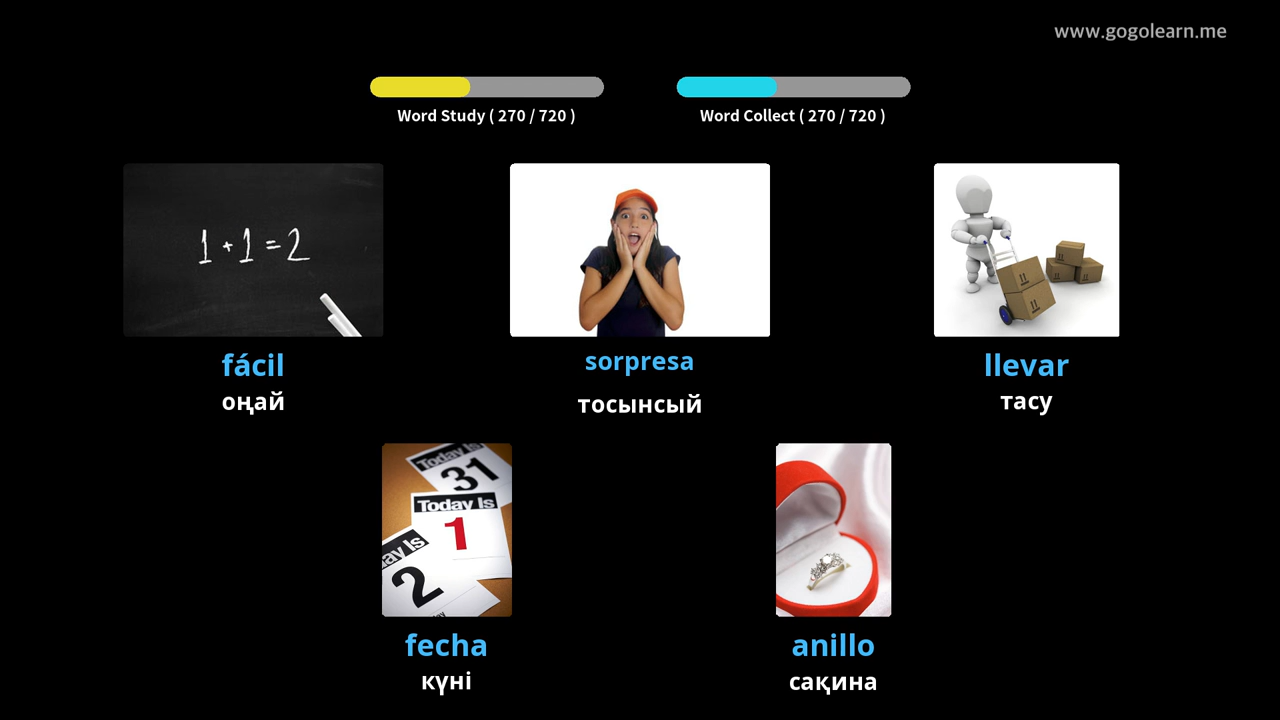 www.gogolearn.me
Word Study ( 270 / 720 )
Word Collect ( 270 / 720 )
1 + 1 = 2
fácil
оңай
sorpresa
тосынсый
llevar
тасу
Today Is
31
Today Is
1
day Is
2
fecha
күні
anillo
сақина